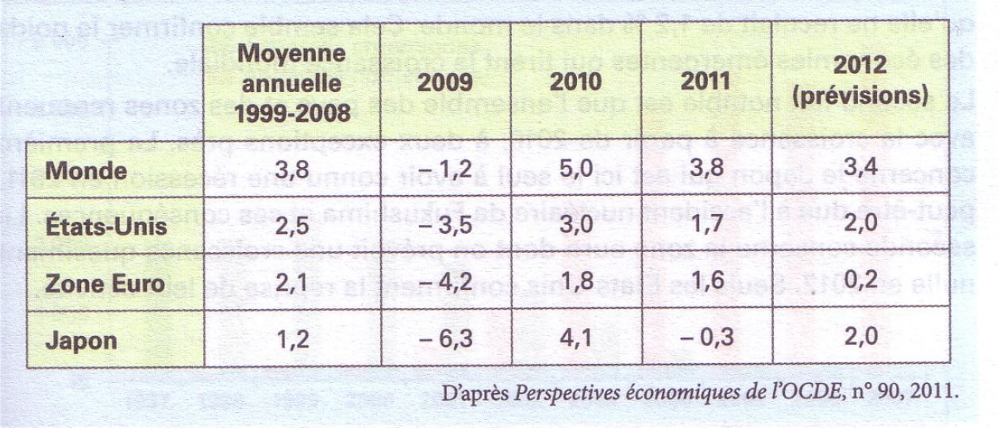 Moyenne annuelle 1999-2008 2009 2010 2011 2012 (prévisions)
Monde 3,8 – 1,2 5,0 3,8 3,4
États-Unis 2,5 – 3,5 3,0 1,7 2,0
Zone Euro 2,1 – 4,2 1,8 1,6 0,2
Japon 1,2 – 6,3 4,1 – 0,3 2,0
D'après Perspectives économiques de l'OCDE, n° 90, 2011.